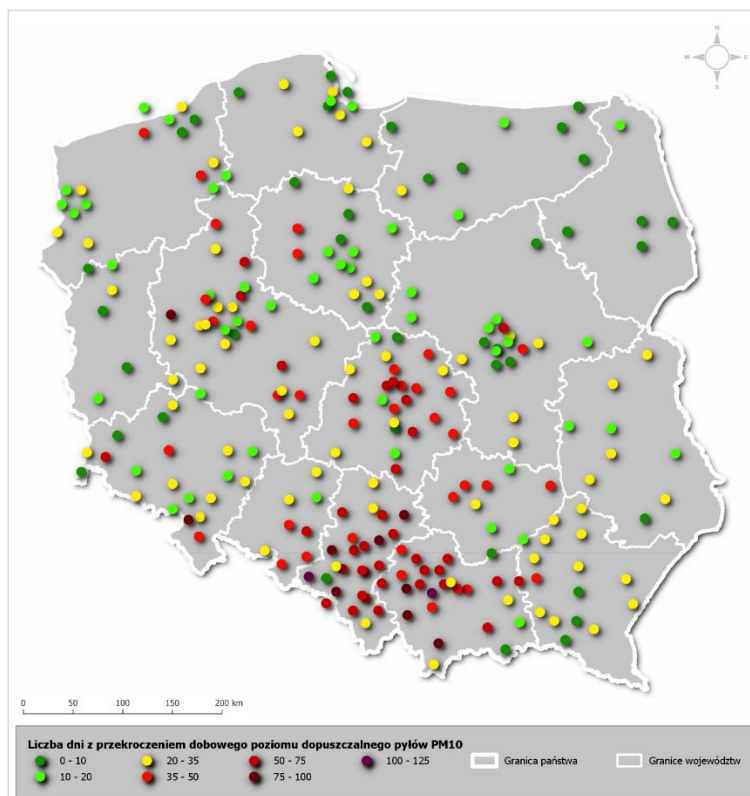 N
W E
S
0 50 100 150 200 km
Liczba dni z przekroczeniem dobowego poziomu dopuszczalnego pyłów PM10
0 - 10 20 - 35 50 - 75 100 - 125 Granica państwa Granice województw
10 - 20 35 - 50 75 - 100